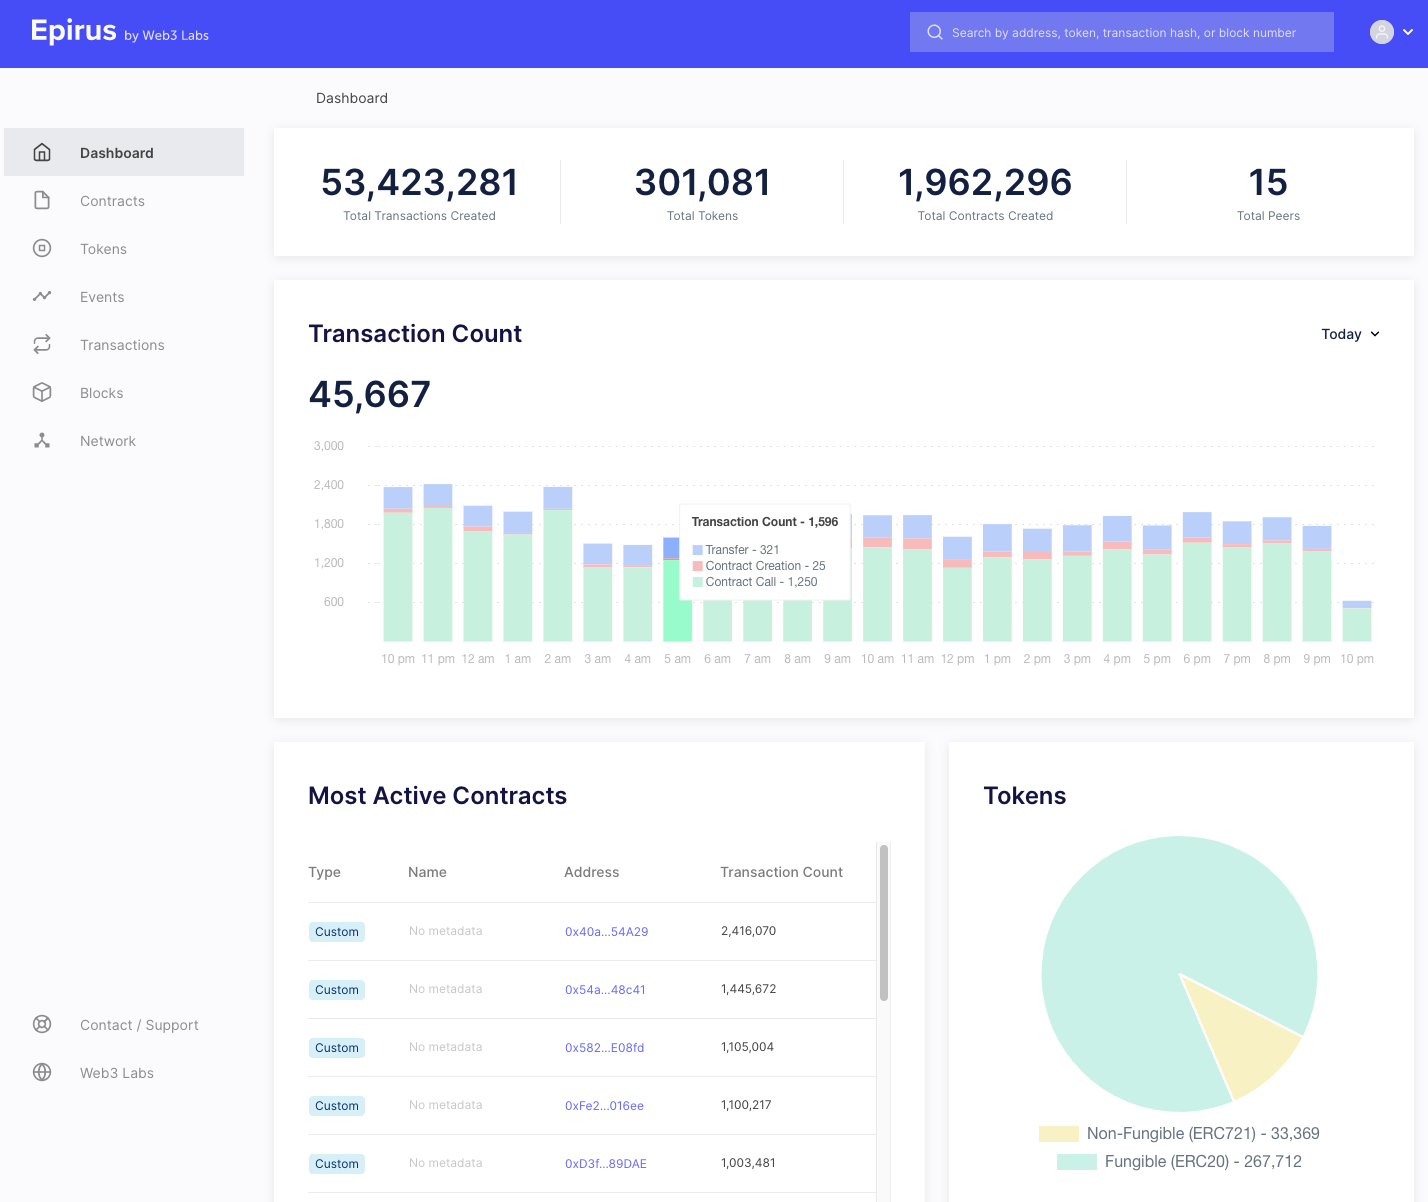 Epirus by Web3 Labs
Search by address, token, transaction hash, or block number
Dashboard
Dashboard
Contracts
Tokens
Events
Transactions
Blocks
Network
Contact / Support
Web3 Labs
53,423,281
Total Transactions Created
301,081
Total Tokens
1,962,296
Total Contracts Created
15
Total Peers
Transaction Count
Today
45,667
3,000
2,400
1,800
1,200
600
Transaction Count - 1,596
Transfer - 321
Contract Creation - 25
Contract Call - 1,250
10 pm 11 pm 12 am 1 am 2 am 3 am 4 am 5 am 6 am 7 am 8 am 9 am 10 am 11 am 12 pm 1 pm 2 pm 3 pm 4 pm 5 pm 6 pm 7 pm 8 pm 9 pm 10 pm
Most Active Contracts
Type Name Address Transaction Count
Custom No metadata 0x40a...54A29 2,416,070
Custom No metadata 0x54a...48c41 1,445,672
Custom No metadata 0x582...E08fd 1,105,004
Custom No metadata 0xFe2...016ee 1,100,217
Custom No metadata 0xD3f...89DAE 1,003,481
Tokens
Non-Fungible (ERC721) - 33,369
Fungible (ERC20) - 267,712